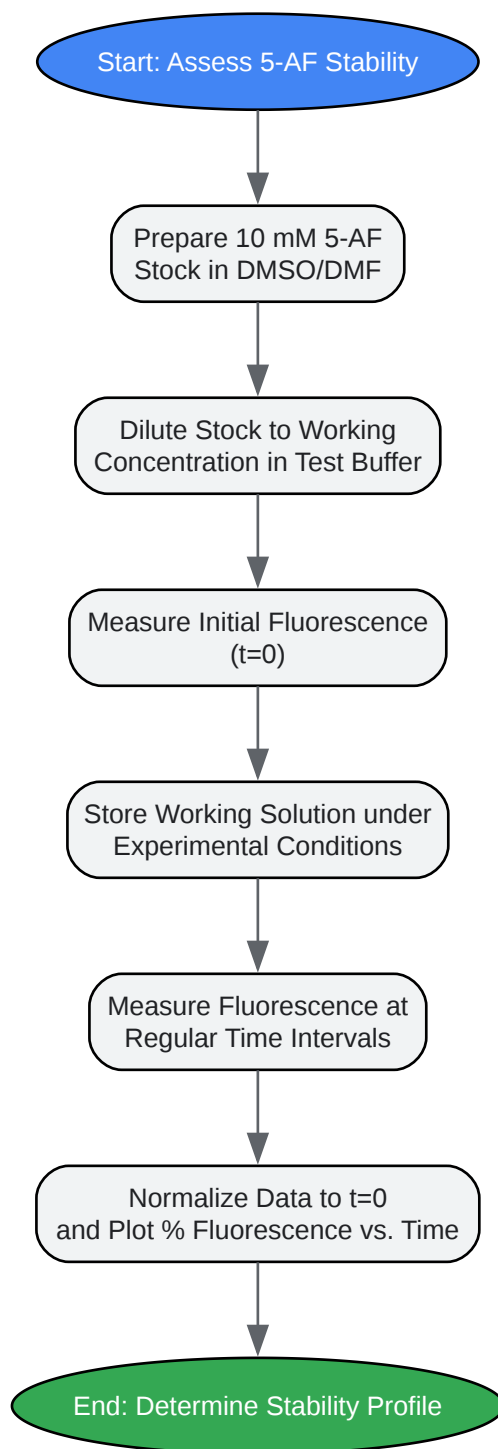 Start: Assess 5-AF Stability
Prepare 10 mM 5-AF
Stock in DMSO/DMF
Dilute Stock to Working
Concentration in Test Buffer
Measure Initial Fluorescence
(t=0)
Store Working Solution under
Experimental Conditions
Measure Fluorescence at
Regular Time Intervals
Normalize Data to t=0
and Plot % Fluorescence vs. Time
End: Determine Stability Profile